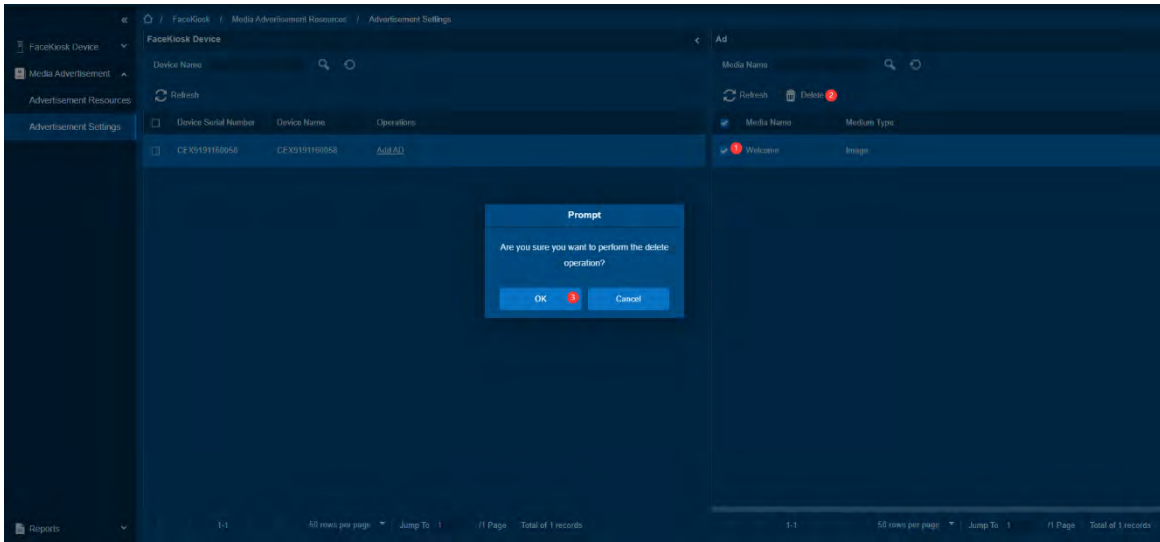 « / FaceKiosk / Media Advertisement Resources / Advertisement Settings
FaceKiosk Device
Media Advertisement
Advertisement Resources
Advertisement Settings
Reports
FaceKiosk Device
Device Name
Refresh
Device Serial Number Device Name Operations
CEX9191160058 CEX9191160058 Add AD
1-1 50 rows per page Jump To 1 /1 Page Total of 1 records
Ad
Media Name
Refresh Delete 2
Media Name Medium Type
1 Welcome Image
1-1 50 rows per page Jump To 1 /1 Page Total of 1 records
Prompt
Are you sure you want to perform the delete
operation?
OK 3 Cancel